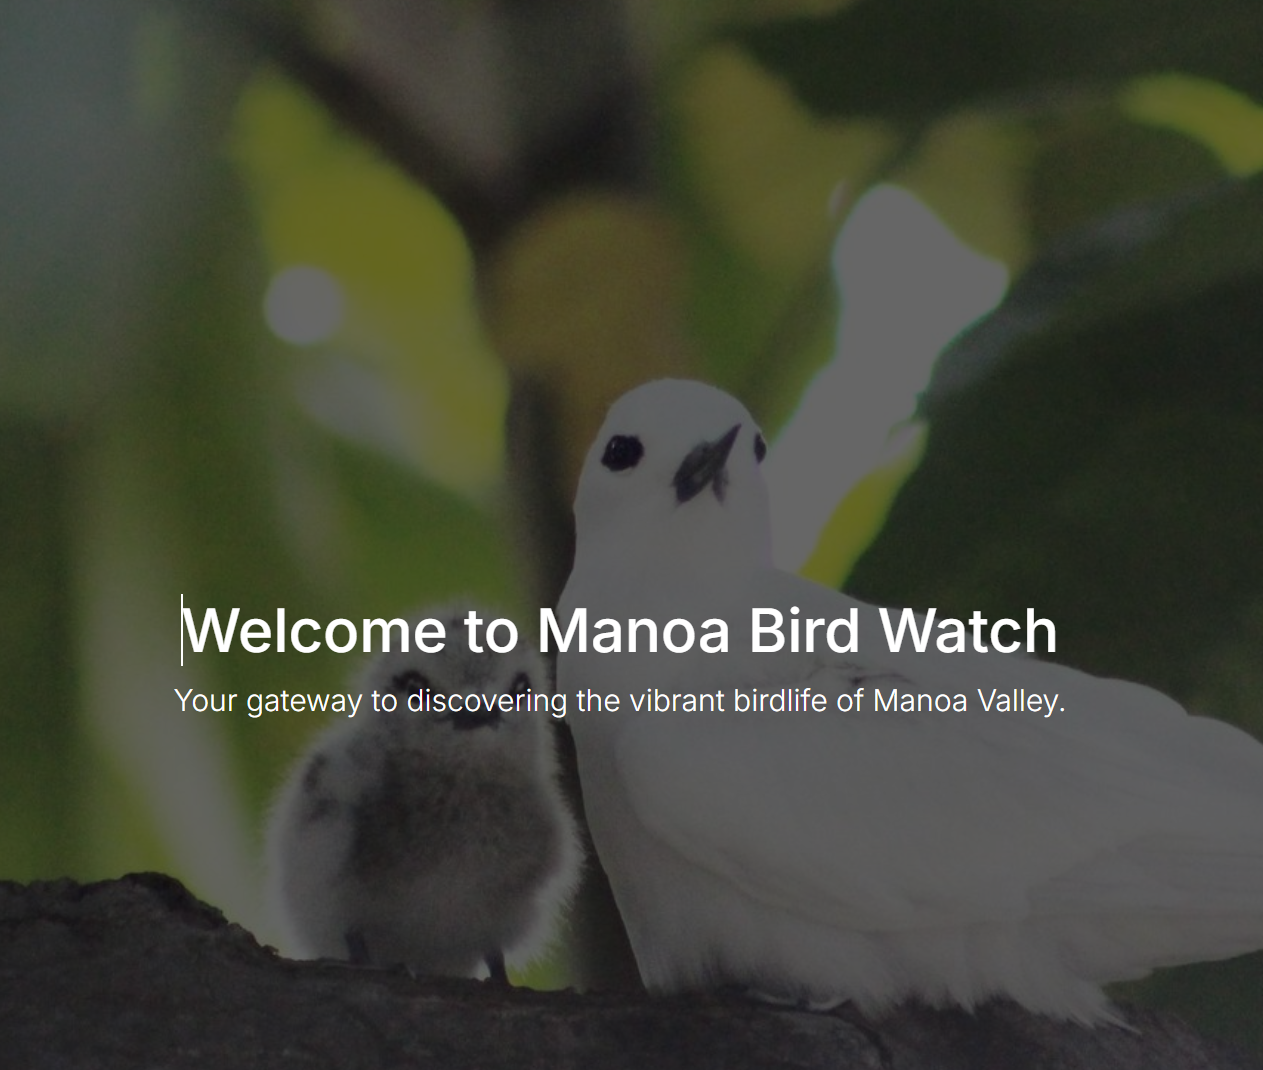 Welcome to Manoa Bird Watch
Your gateway to discovering the vibrant birdlife of Manoa Valley.